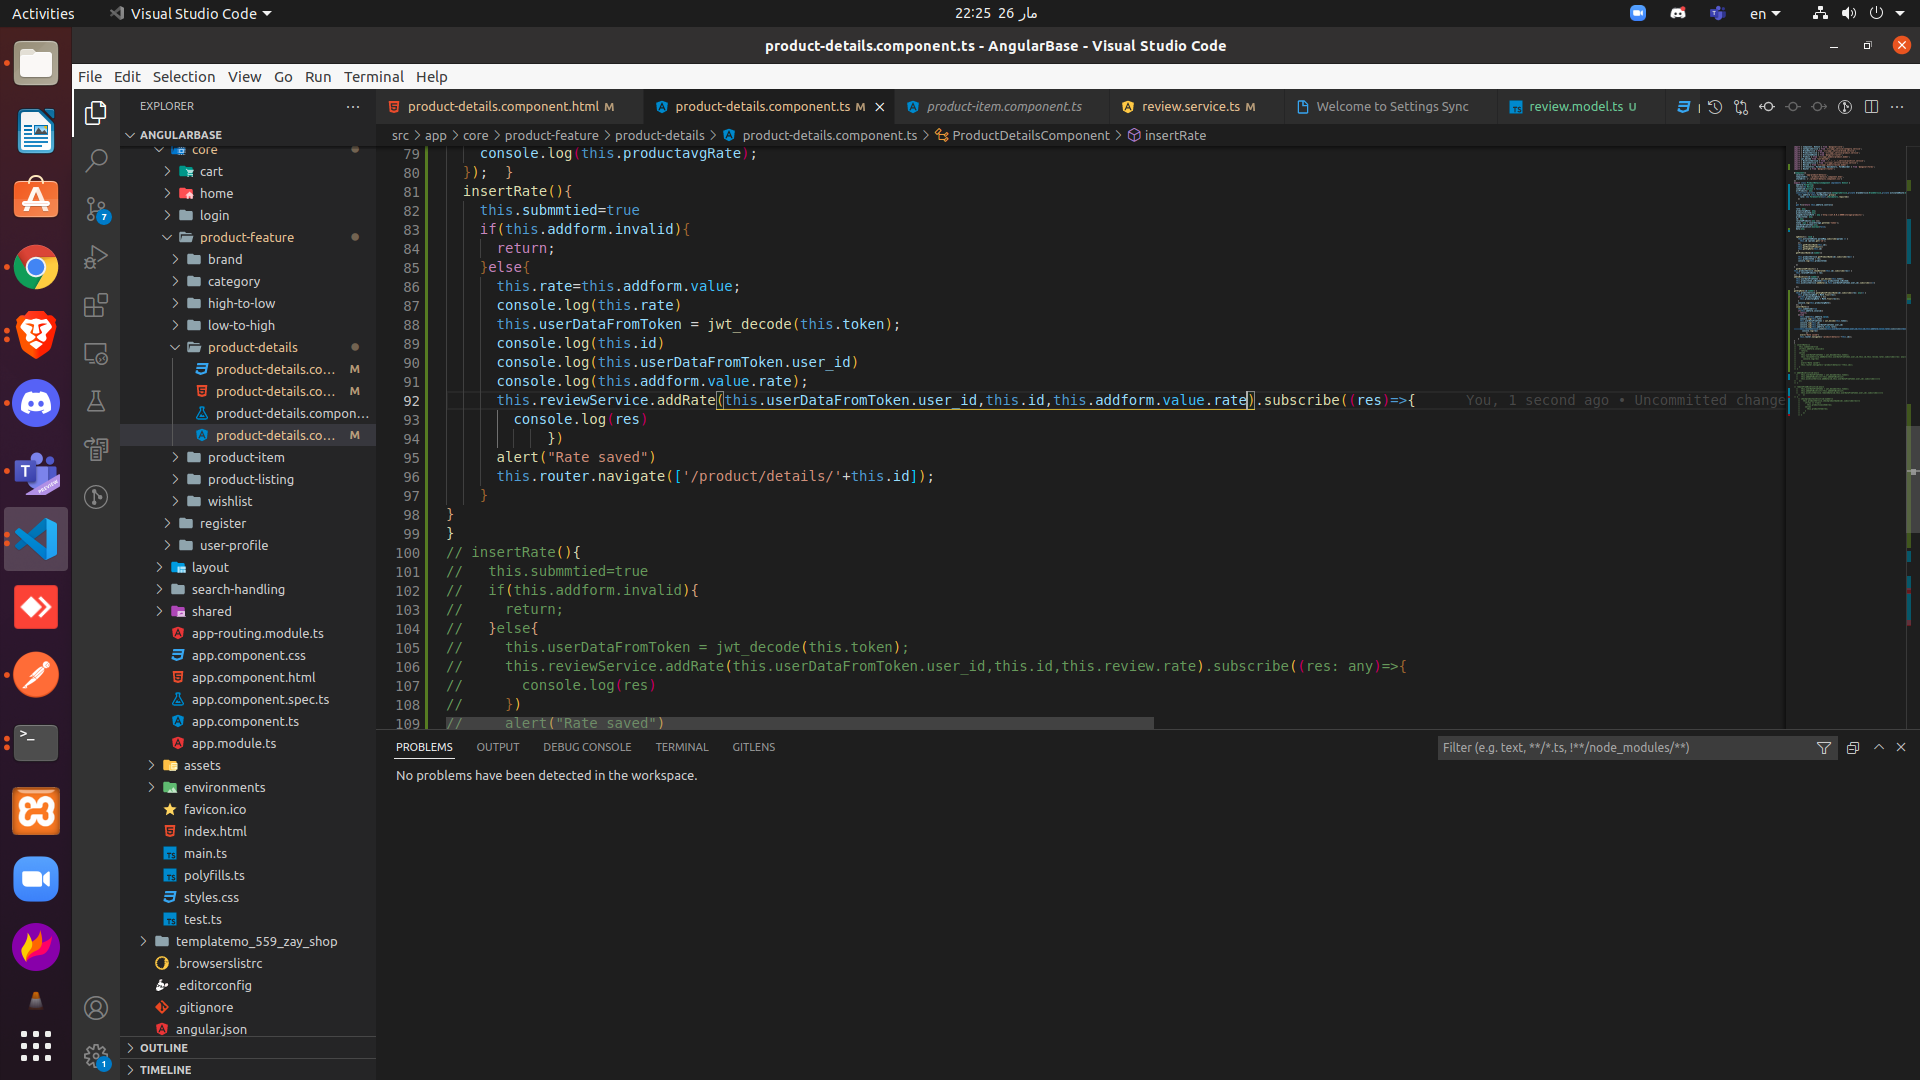 Activities
Visual Studio Code
22:25 26 مار
en
product-details.component.ts - AngularBase - Visual Studio Code
File Edit Selection View Go Run Terminal Help
EXPLORER
product-details.component.html M
product-details.component.ts M
product-item.component.ts
review.service.ts M
Welcome to Settings Sync
review.model.ts U
ANGULARBASE
src > app > core > product-feature > product-details > product-details.component.ts > ProductDetailsComponent > insertRate
core
cart
home
login
product-feature
brand
category
high-to-low
low-to-high
product-details
product-details.co... M
product-details.co... M
product-details.compon...
product-details.co... M
product-item
product-listing
wishlist
register
user-profile
layout
search-handling
shared
app-routing.module.ts
app.component.css
app.component.html
app.component.spec.ts
app.component.ts
app.module.ts
assets
environments
favicon.ico
index.html
main.ts
polyfills.ts
styles.css
test.ts
templatemo_559_zay_shop
.browserslistrc
.editorconfig
.gitignore
angular.json
OUTLINE
TIMELINE
7
1
79 console.log(this.productavgRate);
80 }); }
81 insertRate(){
82 this.submmtied=true
83 if(this.addform.invalid){
84 return;
85 }else{
86 this.rate=this.addform.value;
87 console.log(this.rate)
88 this.userDataFromToken = jwt_decode(this.token);
89 console.log(this.id)
90 console.log(this.userDataFromToken.user_id)
91 console.log(this.addform.value.rate);
92 this.reviewService.addRate(this.userDataFromToken.user_id,this.id,this.addform.value.rate).subscribe((res)=>{ You, 1 second ago • Uncommitted change
93 console.log(res)
94 })
95 alert("Rate saved")
96 this.router.navigate(['/product/details/'+this.id]);
97 }
98 }
99 }
100 // insertRate(){
101 // this.submmtied=true
102 // if(this.addform.invalid){
103 // return;
104 // }else{
105 // this.userDataFromToken = jwt_decode(this.token);
106 // this.reviewService.addRate(this.userDataFromToken.user_id,this.id,this.review.rate).subscribe((res: any)=>{
107 // console.log(res)
108 // })
109 // alert("Rate saved")
PROBLEMS OUTPUT DEBUG CONSOLE TERMINAL GITLENS
Filter (e.g. text, **/*.ts, !**/node_modules/**)
No problems have been detected in the workspace.